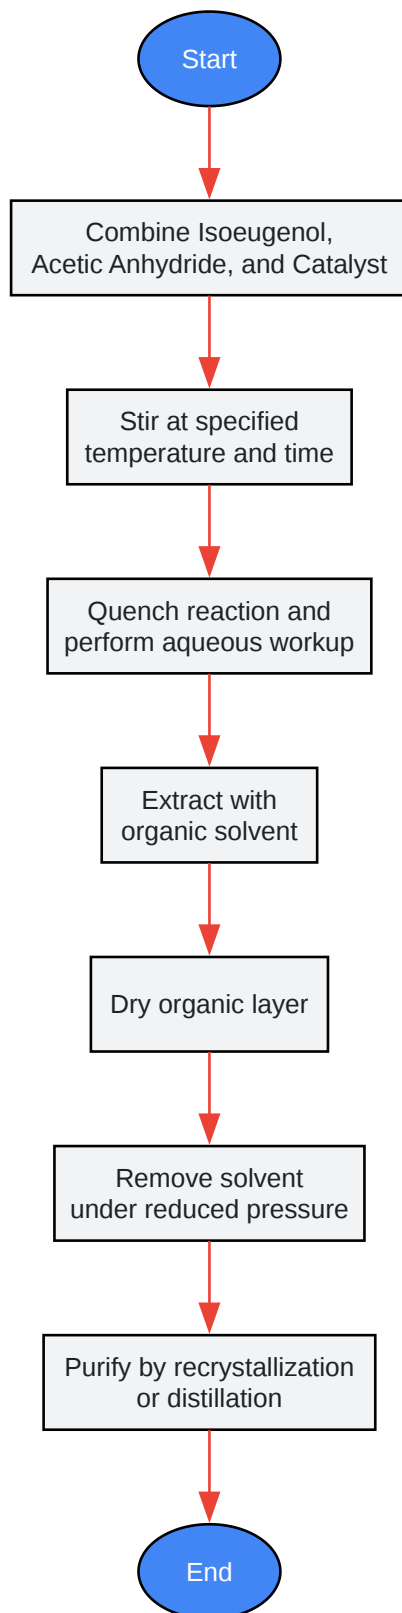 Start
Combine Isoeugenol,
Acetic Anhydride, and Catalyst
Stir at specified
temperature and time
Quench reaction and
perform aqueous workup
Extract with
organic solvent
Dry organic layer
Remove solvent
under reduced pressure
Purify by recrystallization
or distillation
End